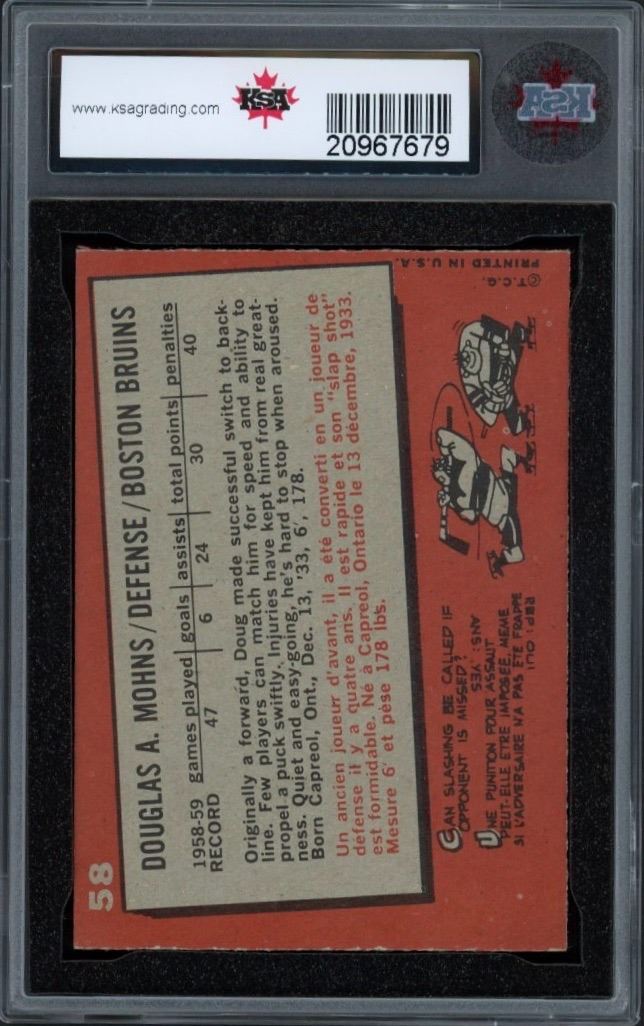 www.ksagrading.com
KSA
20967679
KSA
58
DOUGLAS A. MOHNS/DEFENSE/BOSTON BRUINS
1958-59 games played goals assists total points penalties
RECORD 47 6 24 30 40
Originally a forward, Doug made successful switch to back-
line. Few players can match him for speed and ability to
propel a puck swiftly. Injuries have kept him from real great-
ness. Quiet and easy-going, he's hard to stop when aroused.
Born Capreol, Ont., Dec. 13, '33, 6', 178.
Un ancien joueur d'avant, il a été converti en un joueur de
défense il y a quatre ans. Il est rapide et son "slap shot"
est formidable. Né à Capreol, Ontario le 13 décembre, 1933.
Mesure 6' et pèse 178 lbs.
CAN SLASHING BE CALLED IF
OPPONENT IS MISSED?
ANS: YES
UNE PUNITION POUR ASSAUT
PEUT-ELLE ETRE IMPOSÉE, MEME
SI L'ADVERSAIRE N'A PAS ÉTÉ FRAPPE
REP: OUI
© T.C.G.
PRINTED IN U.S.A.